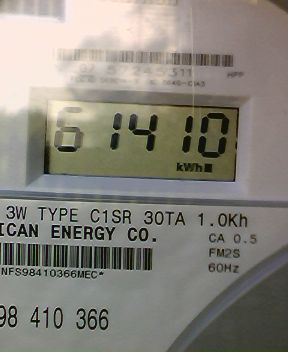 HPP
61410
kWh
3W TYPE C1SR 30TA 1.0Kh
ICAN ENERGY CO.
CA 0.5
FM2S
NFS98410366MEC*
60Hz
98 410 366